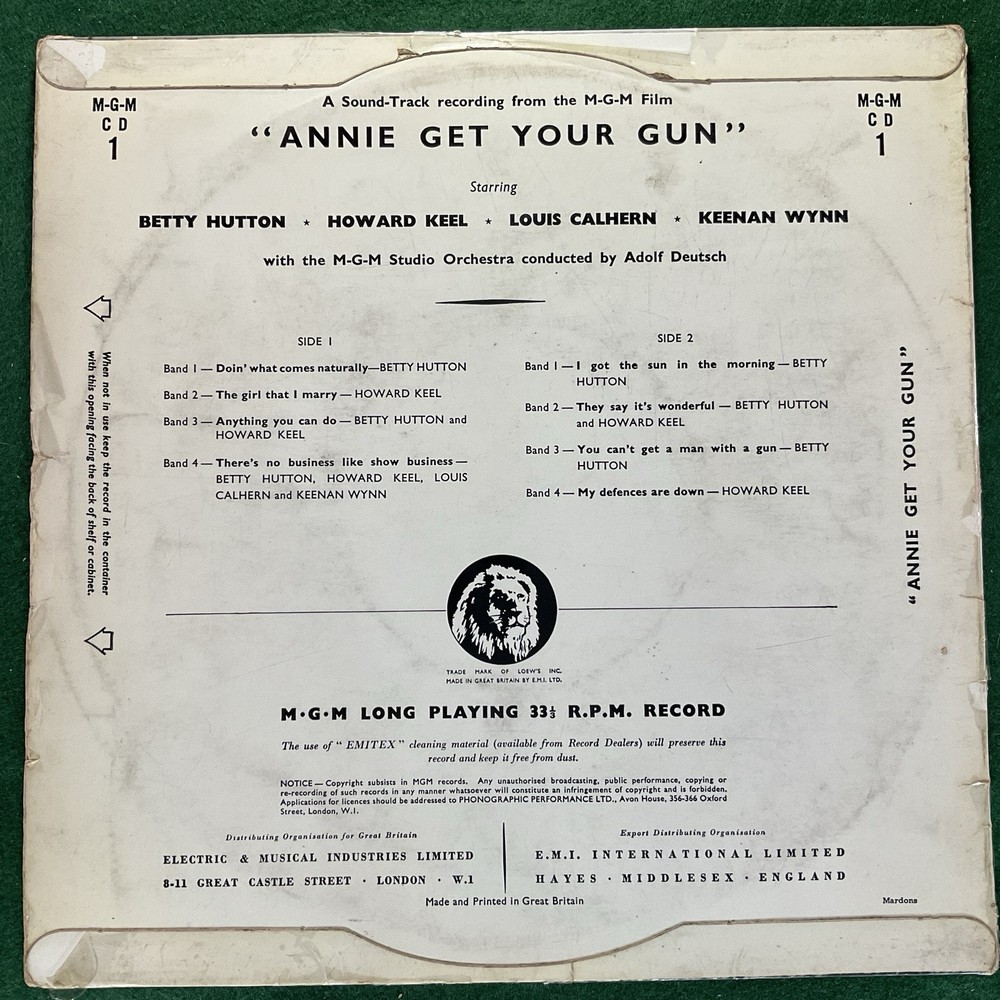 M-G-M
C D
1
M-G-M
C D
1
A Sound-Track recording from the M-G-M Film
“ANNIE GET YOUR GUN”
Starring
BETTY HUTTON ⋆ HOWARD KEEL ⋆ LOUIS CALHERN ⋆ KEENAN WYNN
with the M-G-M Studio Orchestra conducted by Adolf Deutsch
When not in use keep the record in the container
with this opening facing the back of shelf or cabinet.
SIDE 1
Band 1 — Doin' what comes naturally—BETTY HUTTON
Band 2 — The girl that I marry — HOWARD KEEL
Band 3 — Anything you can do — BETTY HUTTON and
HOWARD KEEL
Band 4 — There's no business like show business —
BETTY HUTTON, HOWARD KEEL, LOUIS
CALHERN and KEENAN WYNN
SIDE 2
Band 1 — I got the sun in the morning — BETTY
HUTTON
Band 2 — They say it's wonderful — BETTY HUTTON
and HOWARD KEEL
Band 3 — You can't get a man with a gun — BETTY
HUTTON
Band 4 — My defences are down — HOWARD KEEL
“ANNIE GET YOUR GUN”
TRADE MARK OF LOEW'S INC.
MADE IN GREAT BRITAIN BY E.M.I. LTD.
M·G·M LONG PLAYING 33⅓ R.P.M. RECORD
The use of “ EMITEX ” cleaning material (available from Record Dealers) will preserve this
record and keep it free from dust.
NOTICE — Copyright subsists in MGM records. Any unauthorised broadcasting, public performance, copying or
re-recording of such records in any manner whatsoever will constitute an infringement of copyright and is forbidden.
Applications for licences should be addressed to PHONOGRAPHIC PERFORMANCE LTD., Avon House, 356-366 Oxford
Street, London, W.1.
Distributing Organisation for Great Britain
ELECTRIC & MUSICAL INDUSTRIES LIMITED
8-11 GREAT CASTLE STREET · LONDON · W.1
Export Distributing Organisation
E.M.I. INTERNATIONAL LIMITED
HAYES · MIDDLESEX · ENGLAND
Made and Printed in Great Britain
Mardons